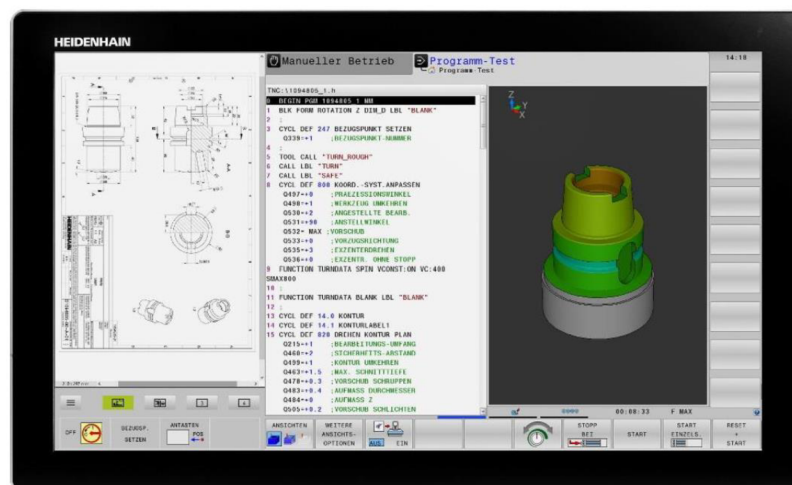 HEIDENHAIN
Manueller Betrieb
Programm-Test
Programm-Test
14:18
TNC:\1094805_1.h
0 BEGIN PGM 1094805_1 MM
1 BLK FORM ROTATION Z DIM_D LBL "BLANK"
2 ;
3 CYCL DEF 247 BEZUGSPUNKT SETZEN
Q339=+1 ;BEZUGSPUNKT-NUMMER
4 ;
5 TOOL CALL "TURN_ROUGH"
6 CALL LBL "TURN"
7 CALL LBL "SAFE"
8 CYCL DEF 800 KOORD.-SYST.ANPASSEN
Q497=+0 ;PRAEZESSIONSWINKEL
Q498=+1 ;WERKZEUG UMKEHREN
Q530=+2 ;ANGESTELLTE BEARB.
Q531=+90 ;ANSTELLWINKEL
Q532= MAX ;VORSCHUB
Q533=+0 ;VORZUGSRICHTUNG
Q535=+3 ;EXZENTERDREHEN
Q536=+0 ;EXZENTR. OHNE STOPP
9 FUNCTION TURNDATA SPIN VCONST:ON VC:400
SMAX800
10 ;
11 FUNCTION TURNDATA BLANK LBL "BLANK"
12 ;
13 CYCL DEF 14.0 KONTUR
14 CYCL DEF 14.1 KONTURLABEL1
15 CYCL DEF 820 DREHEN KONTUR PLAN
Q215=+1 ;BEARBEITUNGS-UMFANG
Q460=+2 ;SICHERHEITS-ABSTAND
Q499=+1 ;KONTUR UMKEHREN
Q463=+1.5 ;MAX. SCHNITTTIEFE
Q478=+0.3 ;VORSCHUB SCHRUPPEN
Q483=+0.4 ;AUFMASS DURCHMESSER
Q484=+0 ;AUFMASS Z
Q505=+0.2 ;VORSCHUB SCHLICHTEN
Z
Y
X
00:08:33 F MAX
OFF
BEZUGSP.
SETZEN
ANTASTEN
POS
ANSICHTEN
WEITERE
ANSICHTS-
OPTIONEN
AUS EIN
STOPP
BEI
START
START
EINZELS.
RESET
+
START